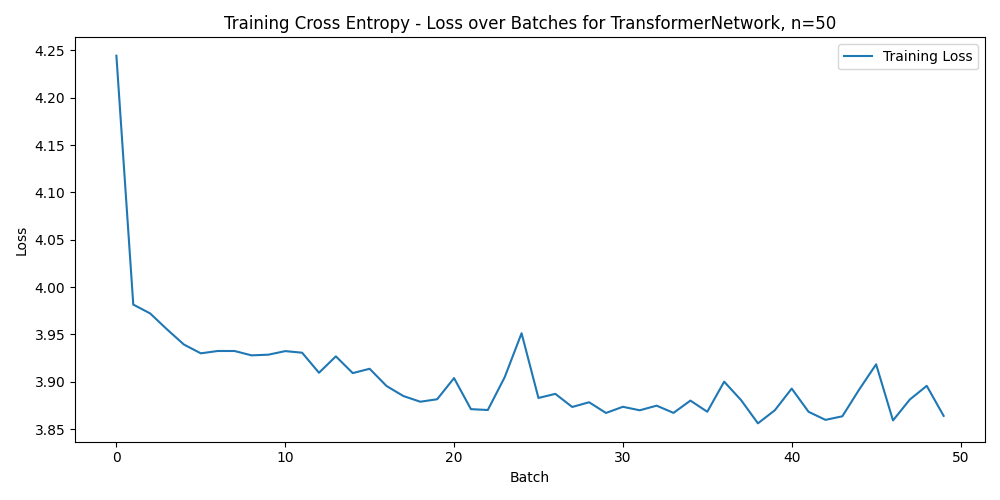 Training Cross Entropy - Loss over Batches for TransformerNetwork, n=50
Training Loss
4.25
4.20
4.15
4.10
4.05
4.00
3.95
3.90
3.85
Loss
0 10 20 30 40 50
Batch